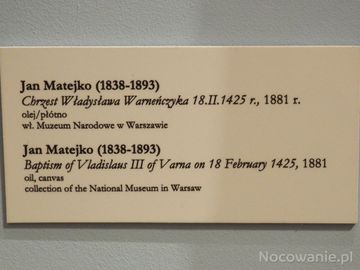 Jan Matejko (1838-1893)
Chrzest Władysława Warneńczyka 18.II.1425 r., 1881 r.
olej/płótno
wł. Muzeum Narodowe w Warszawie
Jan Matejko (1838-1893)
Baptism of Vladislaus III of Varna on 18 February 1425, 1881
oil, canvas
collection of the National Museum in Warsaw
Nocowanie.pl